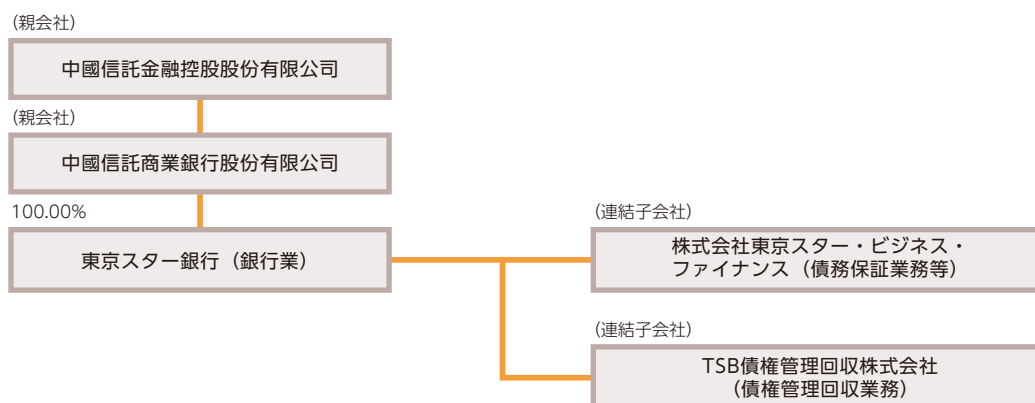 (親会社)
中國信託金融控股股份有限公司
(親会社)
中國信託商業銀行股份有限公司
100.00%
東京スター銀行（銀行業）
(連結子会社)
株式会社東京スター・ビジネス・
ファイナンス（債務保証業務等）
(連結子会社)
TSB債権管理回収株式会社
（債権管理回収業務）